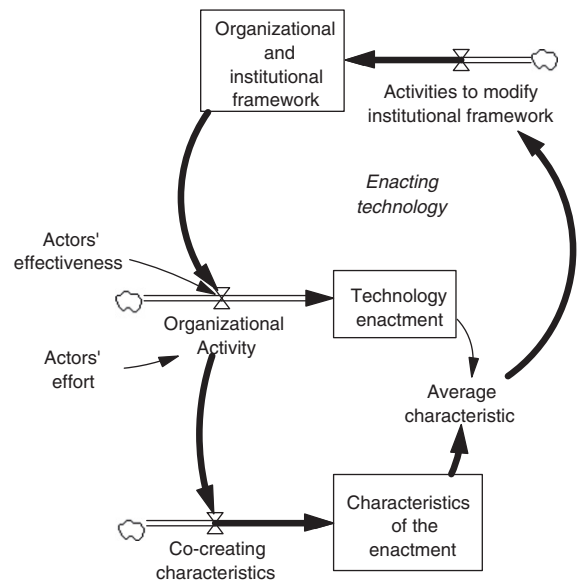 Organizational
and
institutional
framework
Activities to modify
institutional framework
Enacting
technology
Actors'
effectiveness
Technology
enactment
Organizational
Activity
Actors'
effort
Average
characteristic
Characteristics
of the
enactment
Co-creating
characteristics